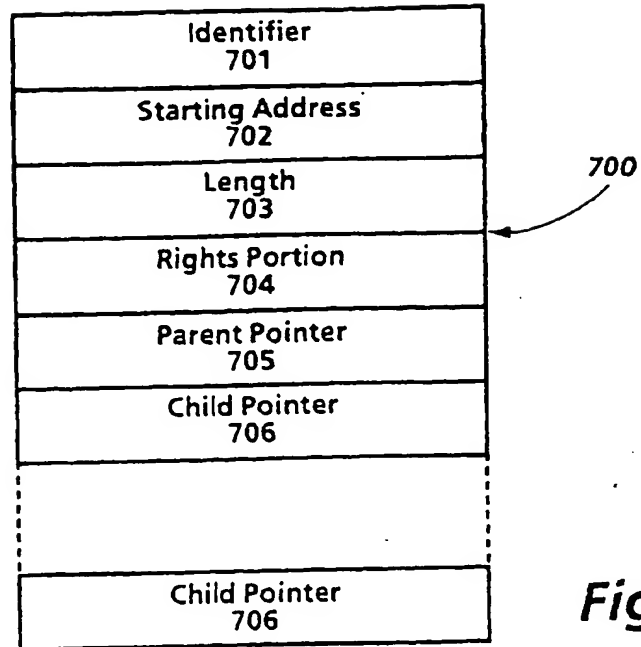 Identifier
701
Starting Address
702
Length
703
700
Rights Portion
704
Parent Pointer
705
Child Pointer
706
Child Pointer
706
Fig